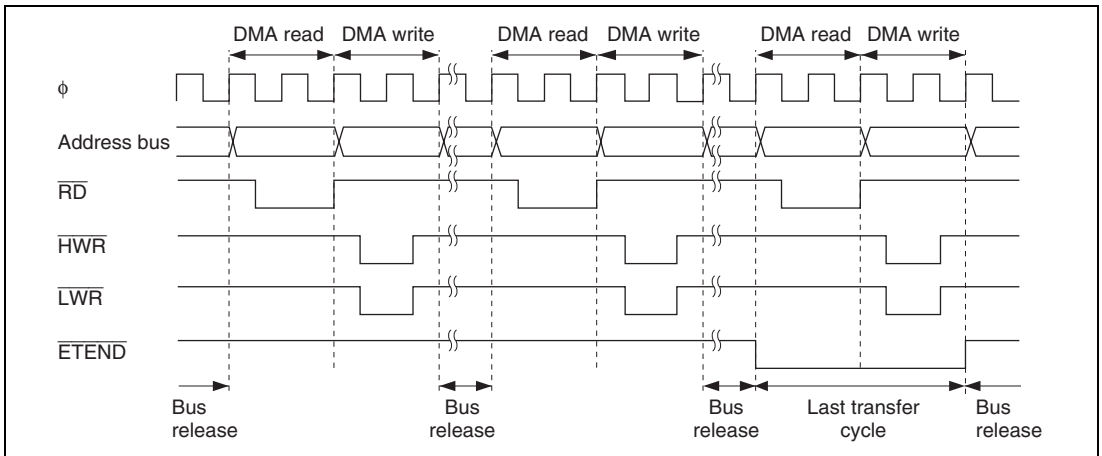 DMA read DMA write DMA read DMA write DMA read DMA write
ϕ
Address bus
RD
HWR
LWR
ETEND
Bus release
Bus release
Bus release
Last transfer cycle
Bus release